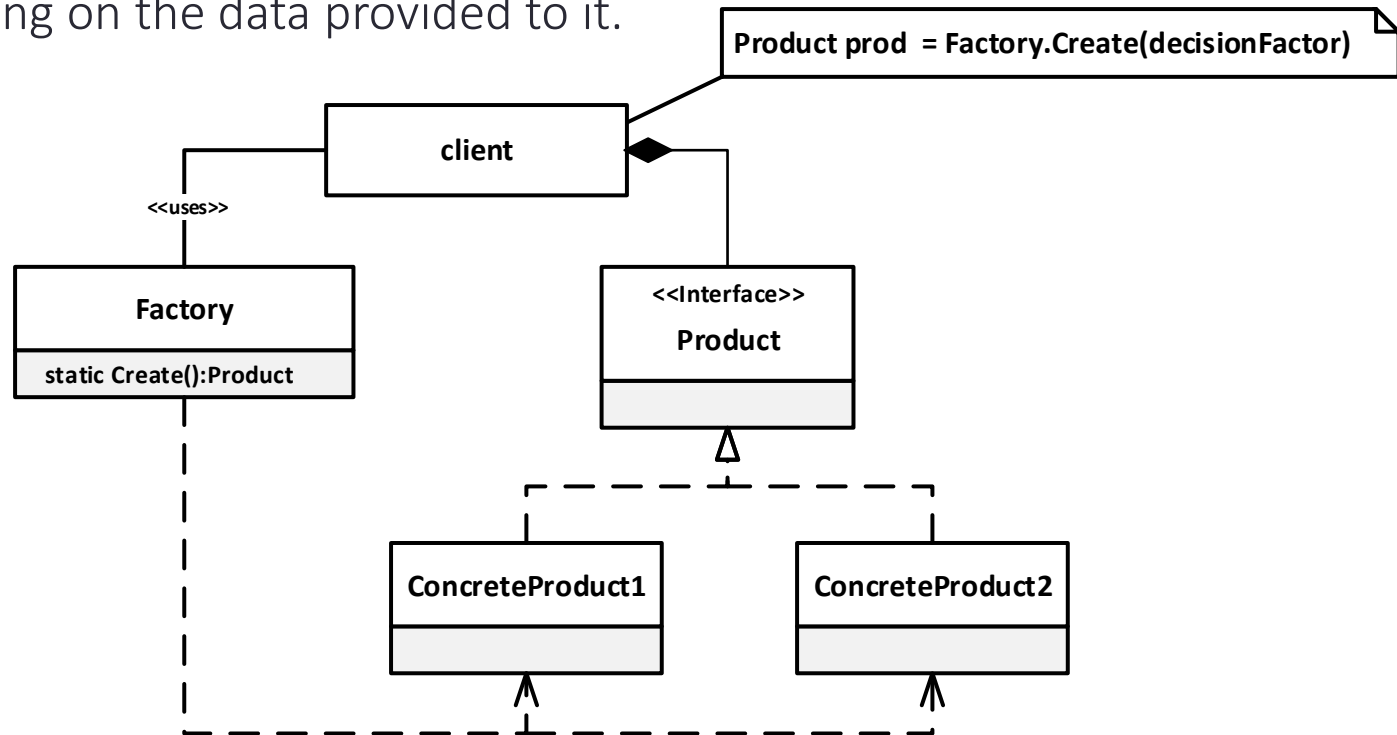 ng on the data provided to it.
Product prod = Factory.Create(decisionFactor)
client
<<uses>>
Factory
static Create():Product
<<Interface>>
Product
ConcreteProduct1
ConcreteProduct2